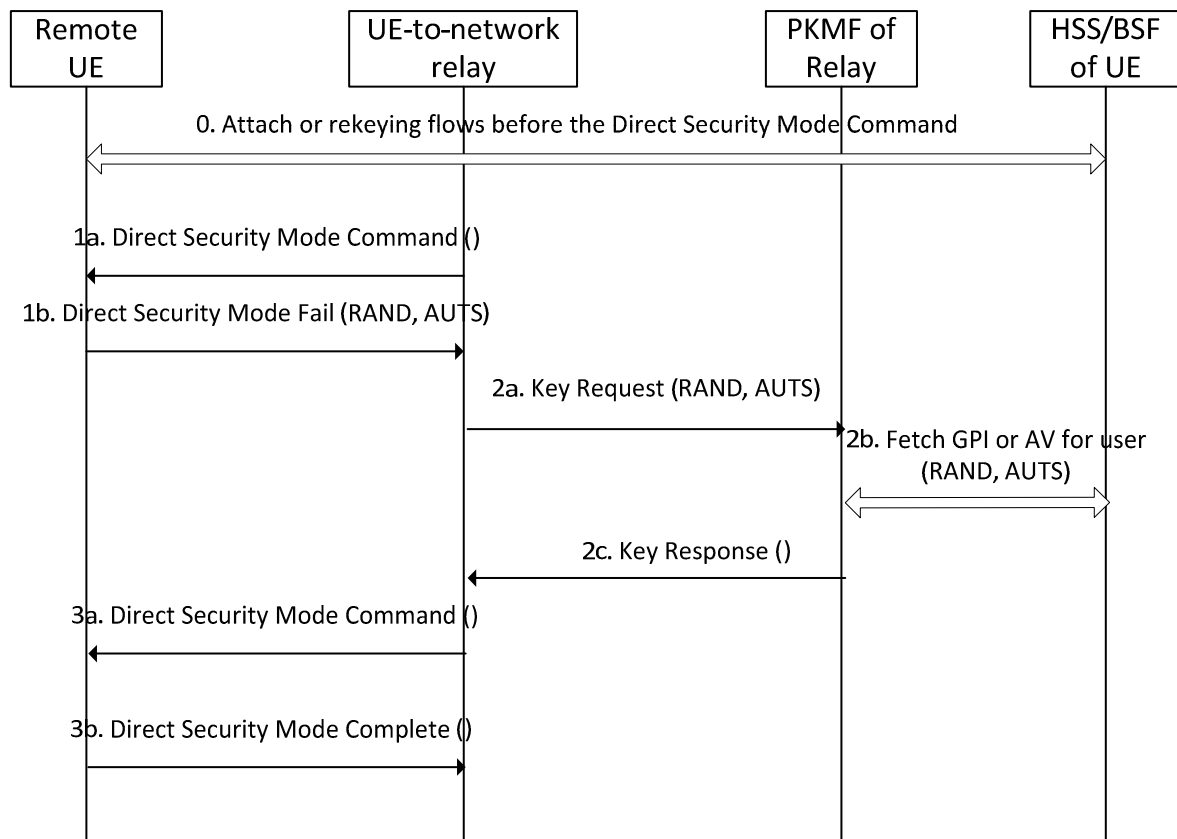 Remote
UE
UE-to-network
relay
PKMF of
Relay
HSS/BSF
of UE
0. Attach or rekeying flows before the Direct Security Mode Command
1a. Direct Security Mode Command ()
1b. Direct Security Mode Fail (RAND, AUTS)
2a. Key Request (RAND, AUTS)
2b. Fetch GPI or AV for user
(RAND, AUTS)
2c. Key Response ()
3a. Direct Security Mode Command ()
3b. Direct Security Mode Complete ()